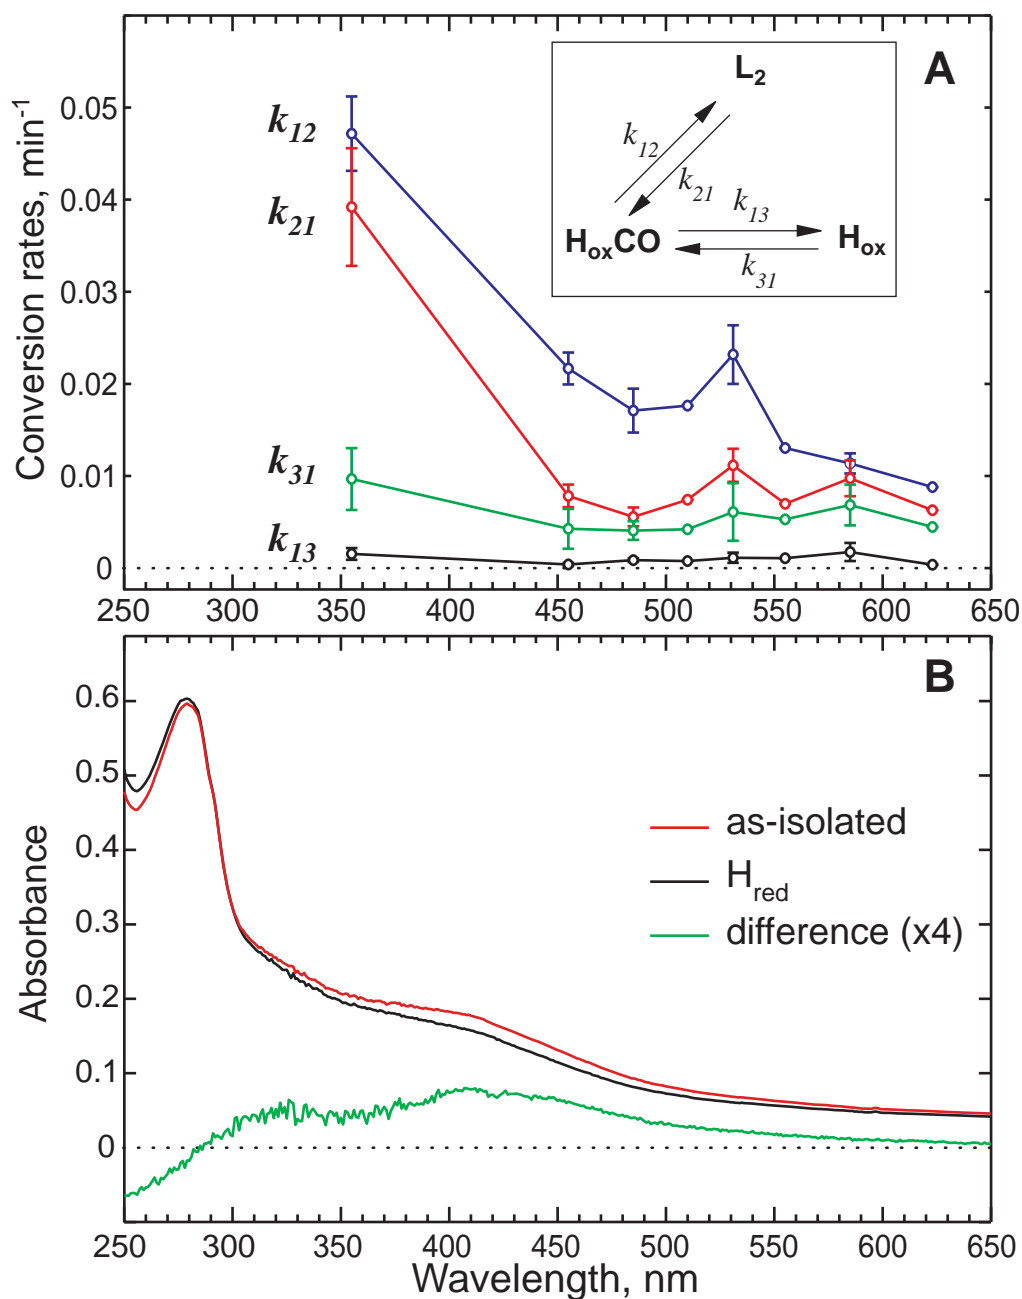 A
L2
k12
k21
k13
HoxCO
Hox
k31
k12
k21
k31
k13
Conversion rates, min-1
0.05
0.04
0.03
0.02
0.01
0
250 300 350 400 450 500 550 600 650
B
as-isolated
Hred
difference (x4)
Absorbance
0.6
0.5
0.4
0.3
0.2
0.1
0
250 300 350 400 450 500 550 600 650
Wavelength, nm